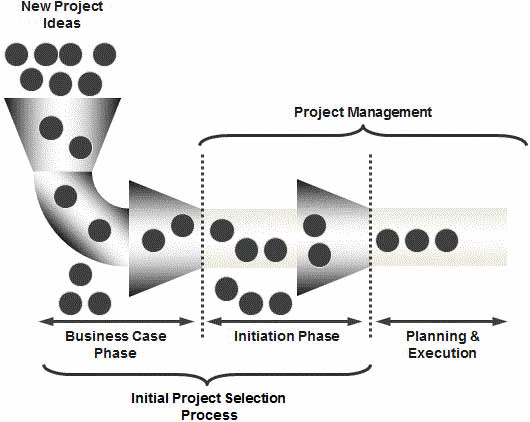 New Project
Ideas
Project Management
Business Case
Phase
Initiation Phase
Planning &
Execution
Initial Project Selection
Process